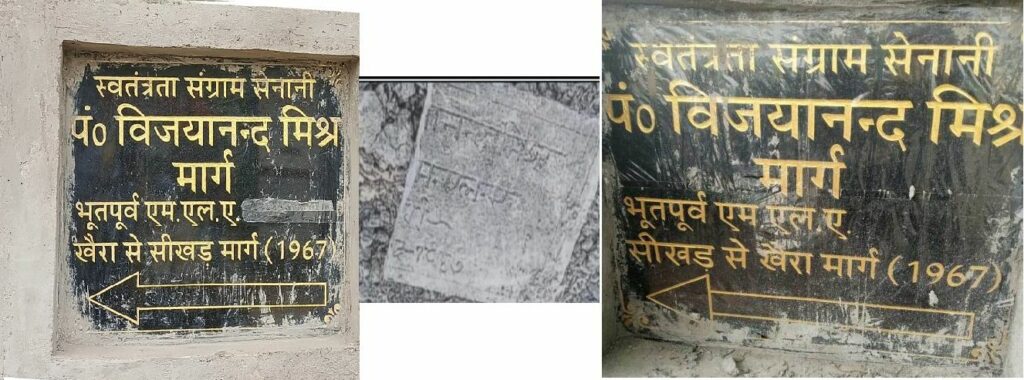 स्वतंत्रता संग्राम सेनानी
पं० विजयानन्द मिश्र
मार्ग
भूतपूर्व एम.एल.ए.
खैरा से सीखड़ मार्ग (1967)
स्वतंत्रता संग्राम सेनानी
पं० विजयानन्द मिश्र
मार्ग
भूतपूर्व एम.एल.ए.
सीखड़ से खैरा मार्ग (1967)